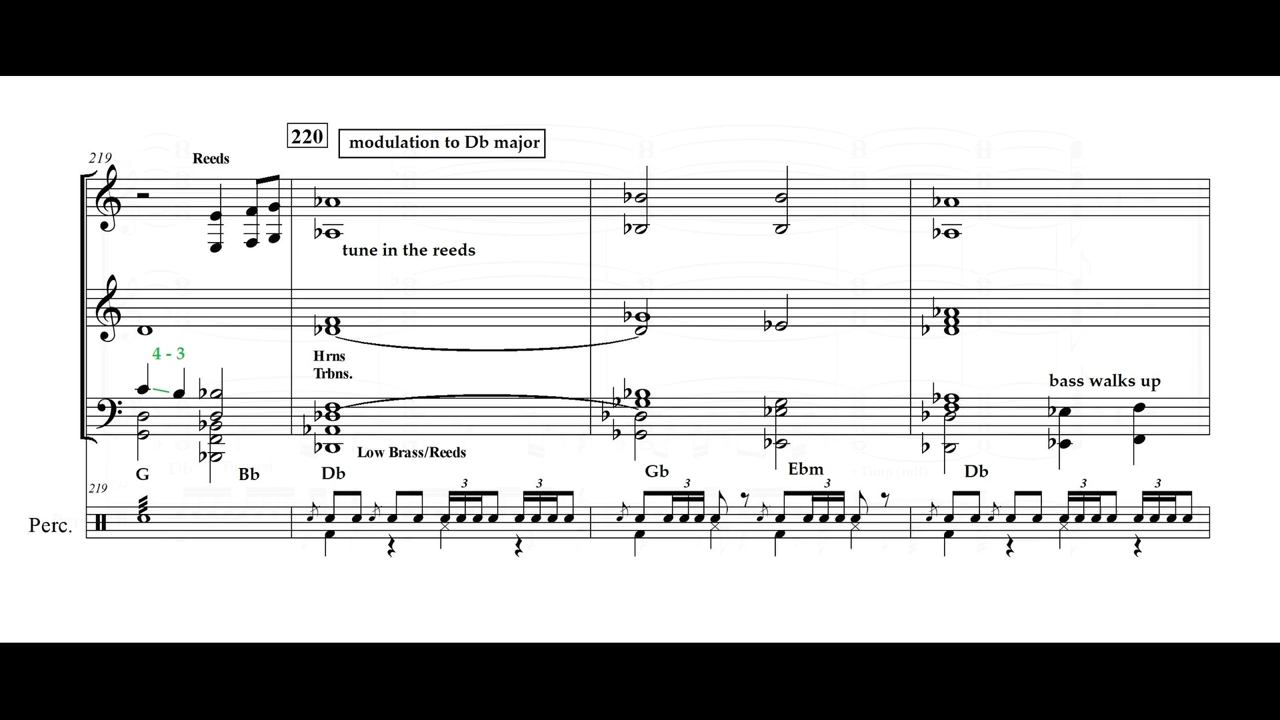 220
modulation to Db major
219
Reeds
tune in the reeds
4 - 3
Hrns
Trbns.
bass walks up
Low Brass/Reeds
G
Bb
Db
Gb
Ebm
Db
219
3
3
3
3
3
3
Perc.